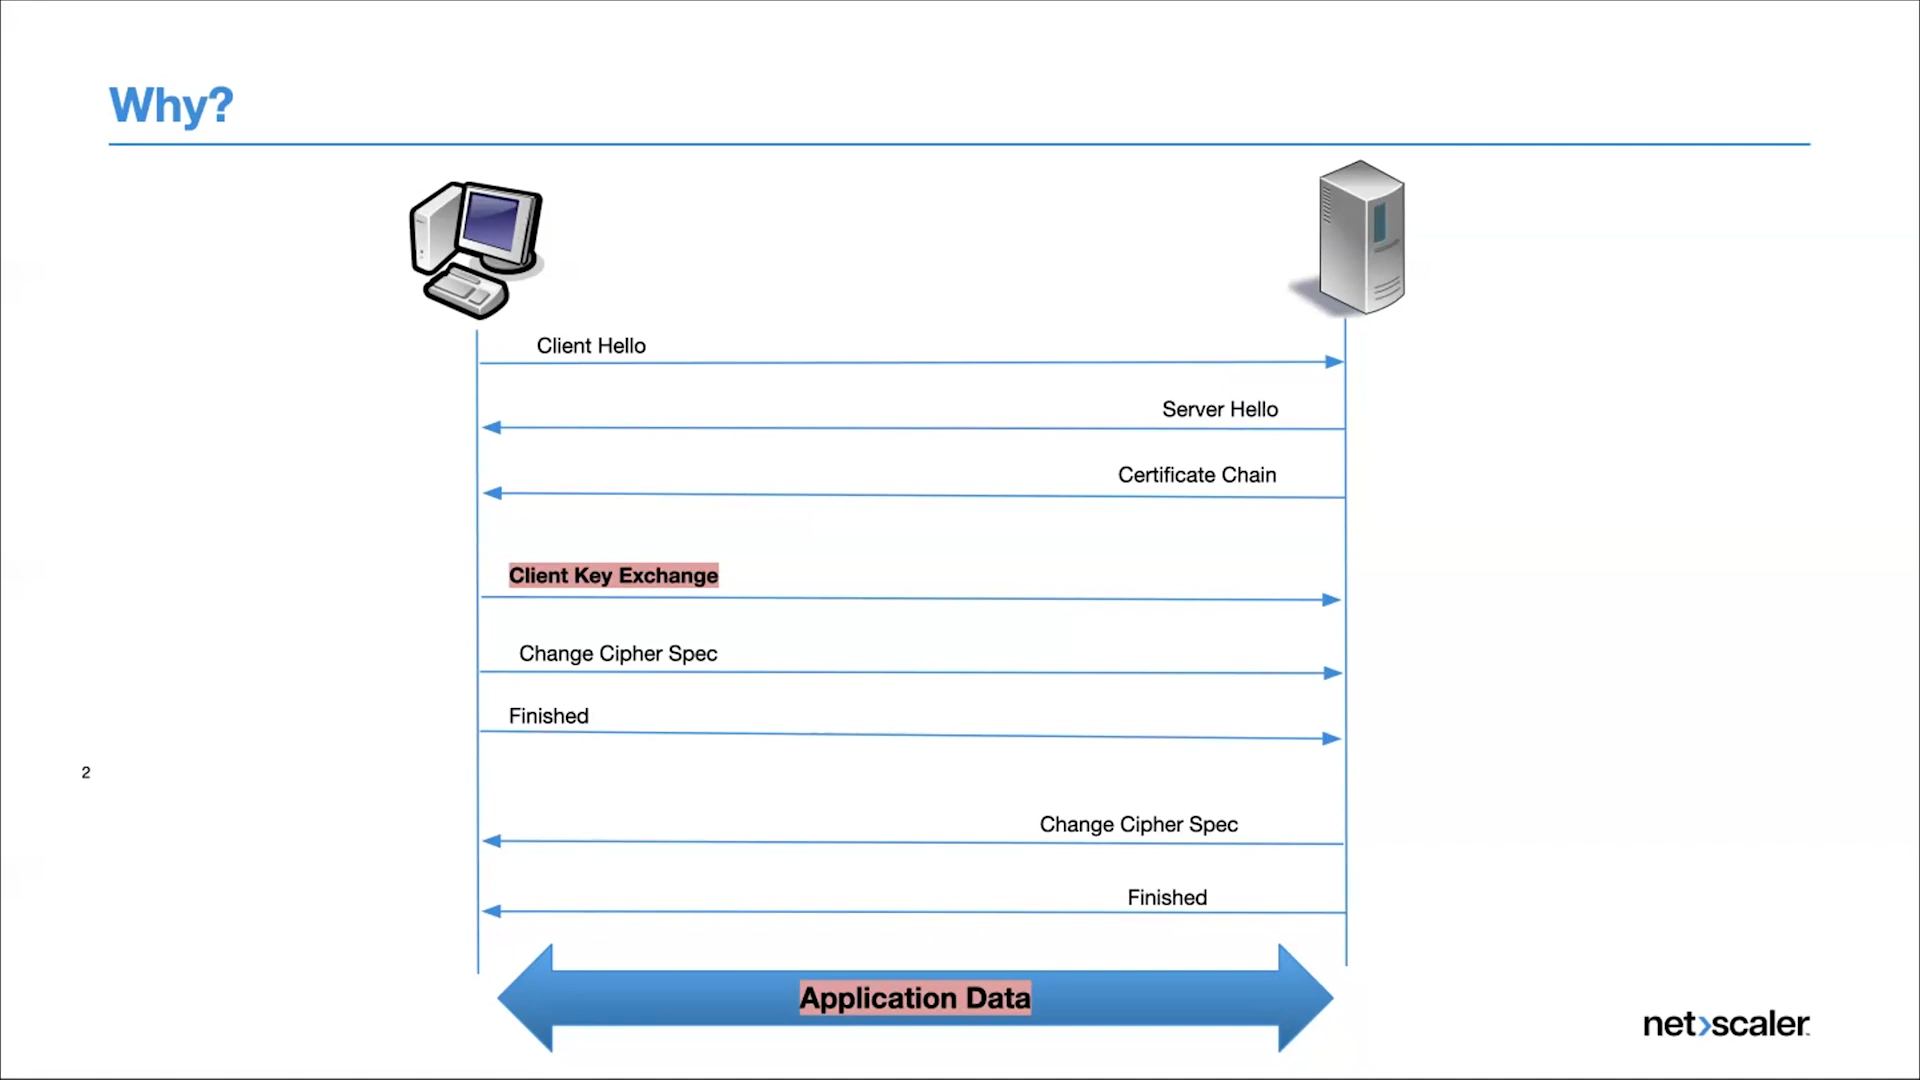 Why?
Client Hello
Server Hello
Certificate Chain
Client Key Exchange
Change Cipher Spec
Finished
2
Change Cipher Spec
Finished
Application Data
net>scaler